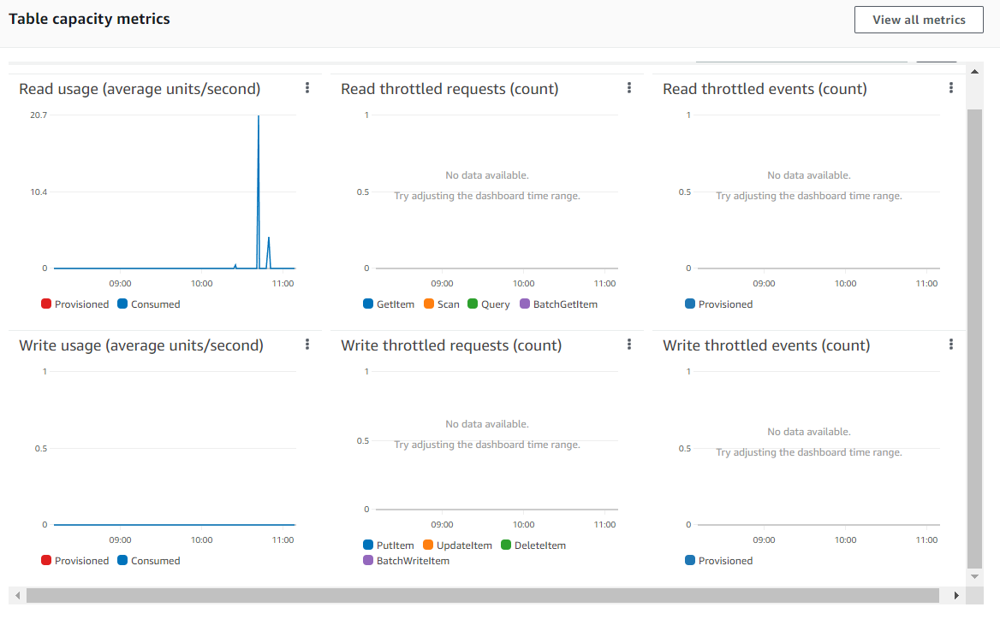 Table capacity metrics
View all metrics
Read usage (average units/second)
20.7
10.4
0
09:00 10:00 11:00
Provisioned Consumed
Read throttled requests (count)
1
No data available.
0.5
Try adjusting the dashboard time range.
0
09:00 10:00 11:00
GetItem Scan Query BatchGetItem
Read throttled events (count)
1
No data available.
0.5
Try adjusting the dashboard time range.
0
09:00 10:00 11:00
Provisioned
Write usage (average units/second)
1
0.5
0
09:00 10:00 11:00
Provisioned Consumed
Write throttled requests (count)
1
No data available.
0.5
Try adjusting the dashboard time range.
0
09:00 10:00 11:00
PutItem UpdateItem DeleteItem
BatchWriteItem
Write throttled events (count)
1
No data available.
0.5
Try adjusting the dashboard time range.
0
09:00 10:00 11:00
Provisioned